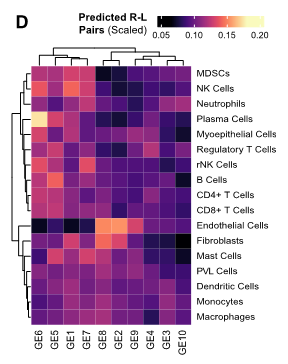 D
Predicted R-L
Pairs (Scaled)
0.05 0.10 0.15 0.20
MDSCs
NK Cells
Neutrophils
Plasma Cells
Myoepithelial Cells
Regulatory T Cells
rNK Cells
B Cells
CD4+ T Cells
CD8+ T Cells
Endothelial Cells
Fibroblasts
Mast Cells
PVL Cells
Dendritic Cells
Monocytes
Macrophages
GE6 GE5 GE1 GE7 GE8 GE2 GE9 GE4 GE3 GE10